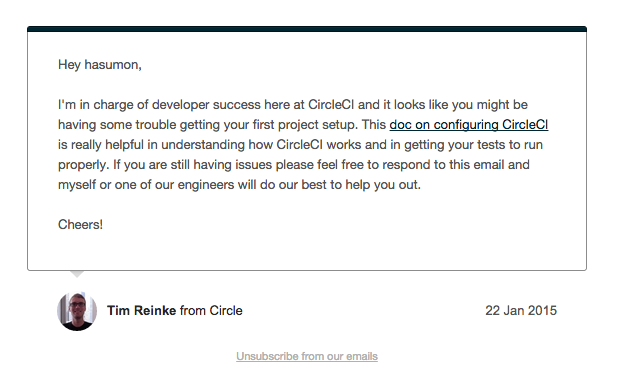 Hey hasumon,
I'm in charge of developer success here at CircleCI and it looks like you might be
having some trouble getting your first project setup. This doc on configuring CircleCI
is really helpful in understanding how CircleCI works and in getting your tests to run
properly. If you are still having issues please feel free to respond to this email and
myself or one of our engineers will do our best to help you out.
Cheers!
Tim Reinke from Circle 22 Jan 2015
Unsubscribe from our emails